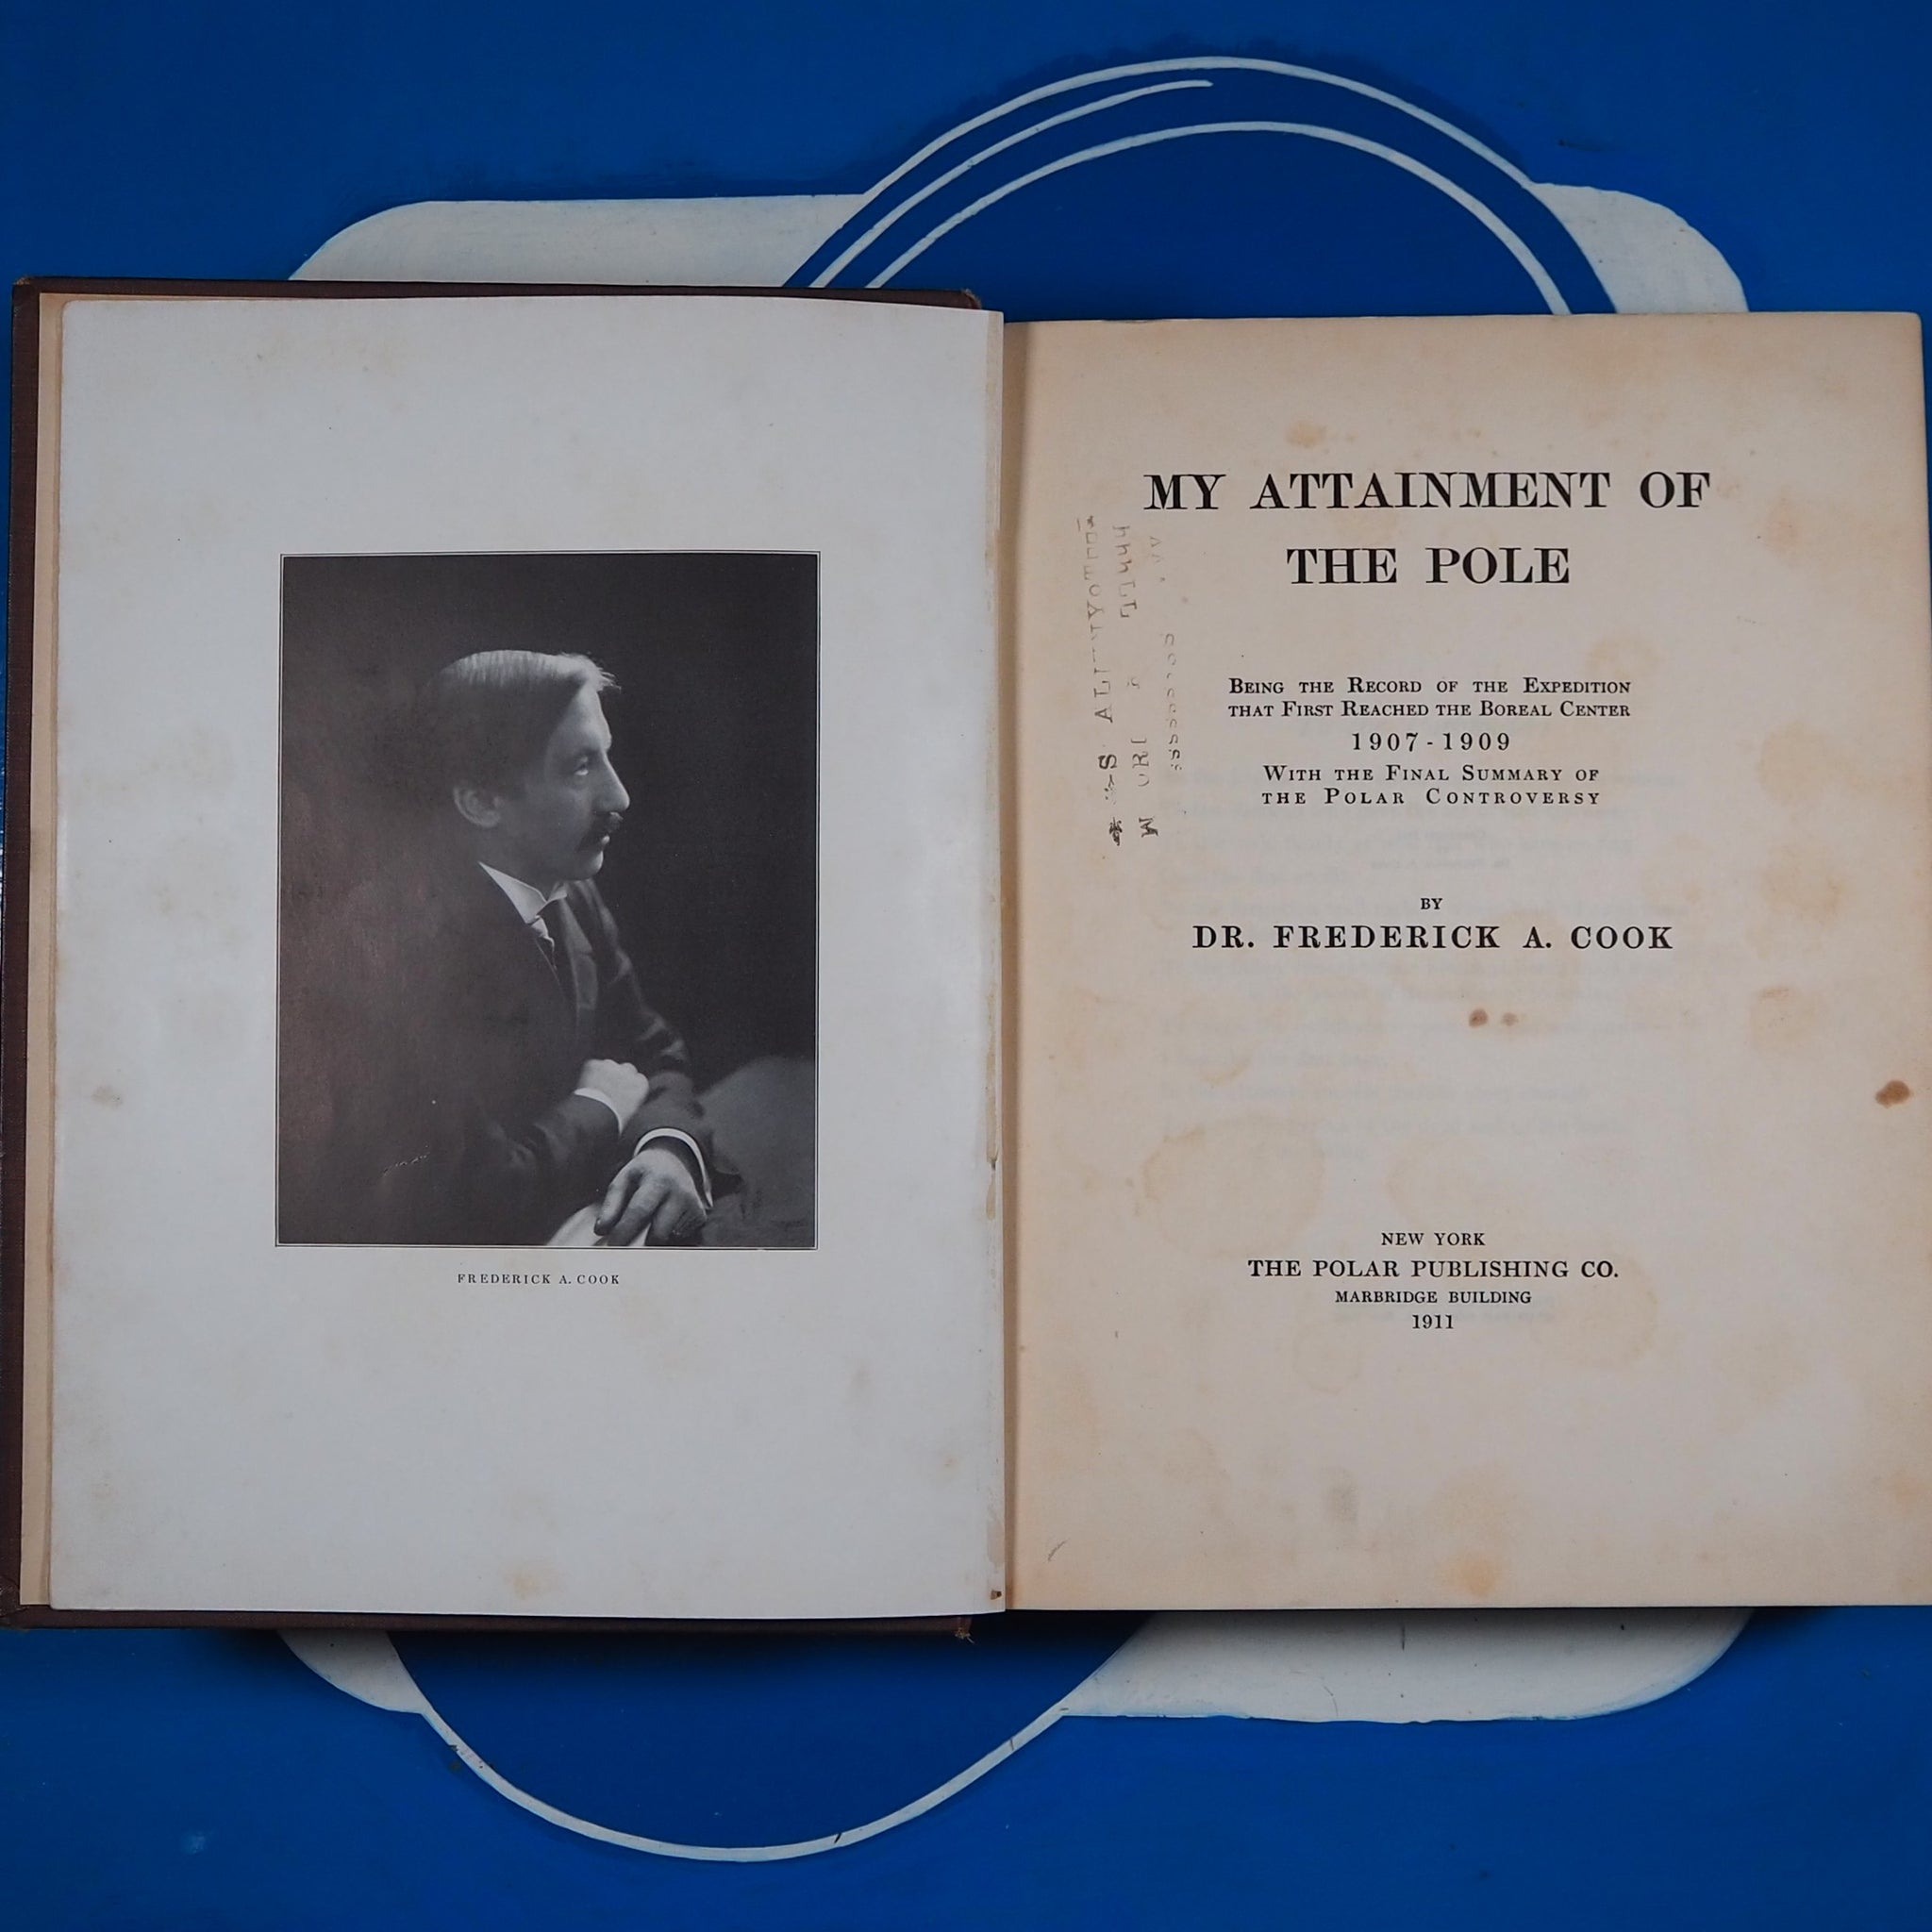 FREDERICK A. COOK
MY ATTAINMENT OF
THE POLE
BEING THE RECORD OF THE EXPEDITION
THAT FIRST REACHED THE BOREAL CENTER
1907-1909
WITH THE FINAL SUMMARY OF
THE POLAR CONTROVERSY
BY
DR. FREDERICK A. COOK
NEW YORK
THE POLAR PUBLISHING CO.
MARBRIDGE BUILDING
1911